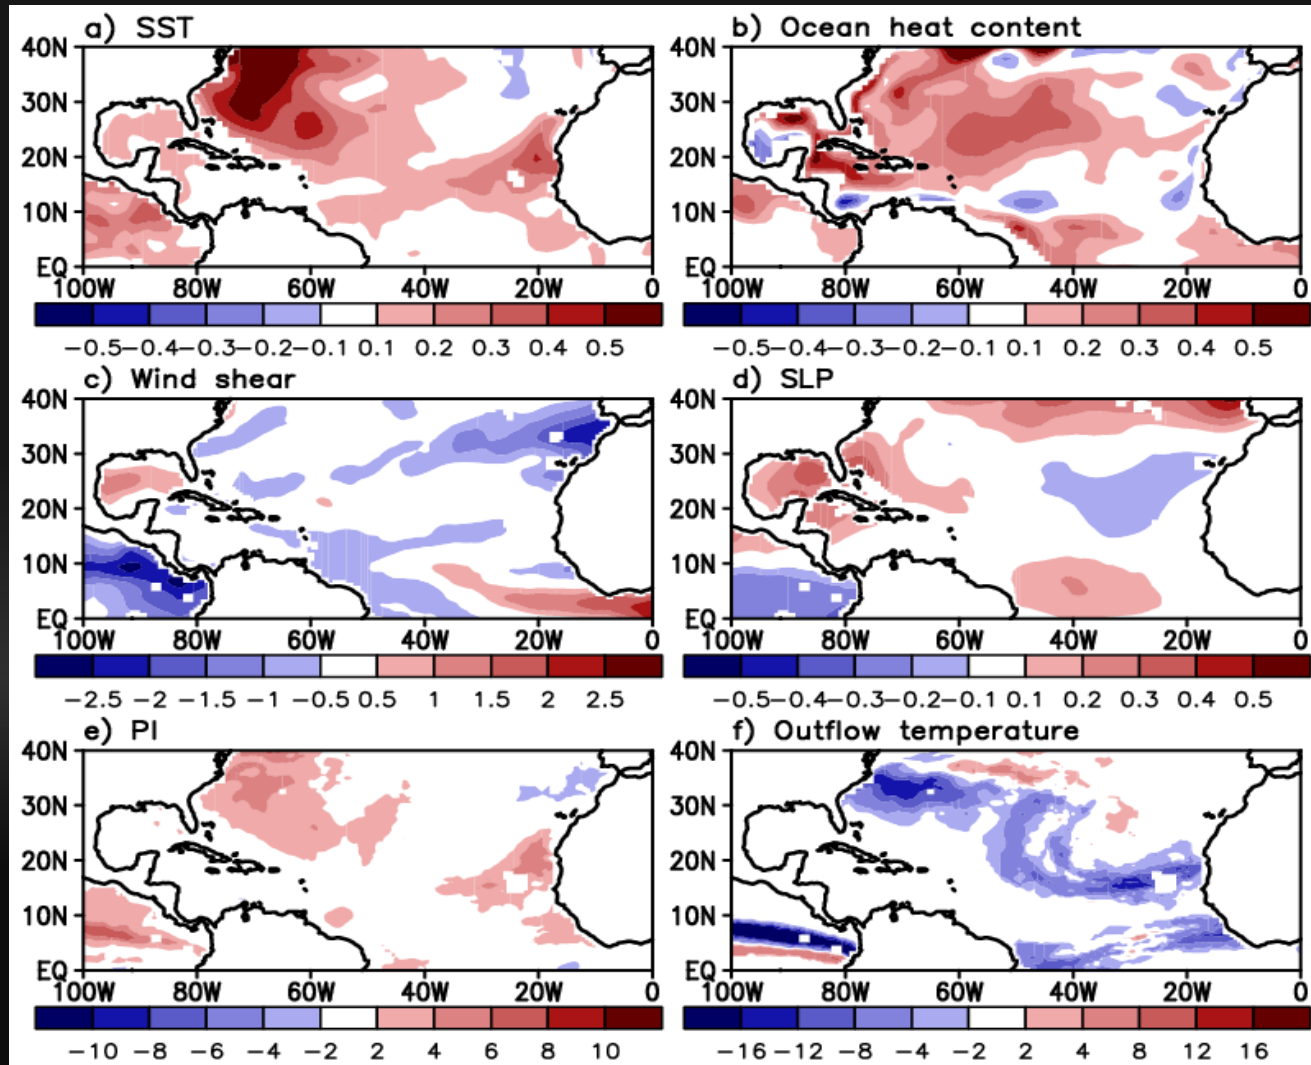 a) SST
40N
30N
20N
10N
EQ
100W 80W 60W 40W 20W 0
−0.5−0.4−0.3−0.2−0.1 0.1 0.2 0.3 0.4 0.5
b) Ocean heat content
40N
30N
20N
10N
EQ
100W 80W 60W 40W 20W 0
−0.5−0.4−0.3−0.2−0.1 0.1 0.2 0.3 0.4 0.5
c) Wind shear
40N
30N
20N
10N
EQ
100W 80W 60W 40W 20W 0
−2.5 −2 −1.5 −1 −0.5 0.5 1 1.5 2 2.5
d) SLP
40N
30N
20N
10N
EQ
100W 80W 60W 40W 20W 0
−0.5−0.4−0.3−0.2−0.1 0.1 0.2 0.3 0.4 0.5
e) PI
40N
30N
20N
10N
EQ
100W 80W 60W 40W 20W 0
−10 −8 −6 −4 −2 2 4 6 8 10
f) Outflow temperature
40N
30N
20N
10N
EQ
100W 80W 60W 40W 20W 0
−16 −12 −8 −4 −2 2 4 8 12 16